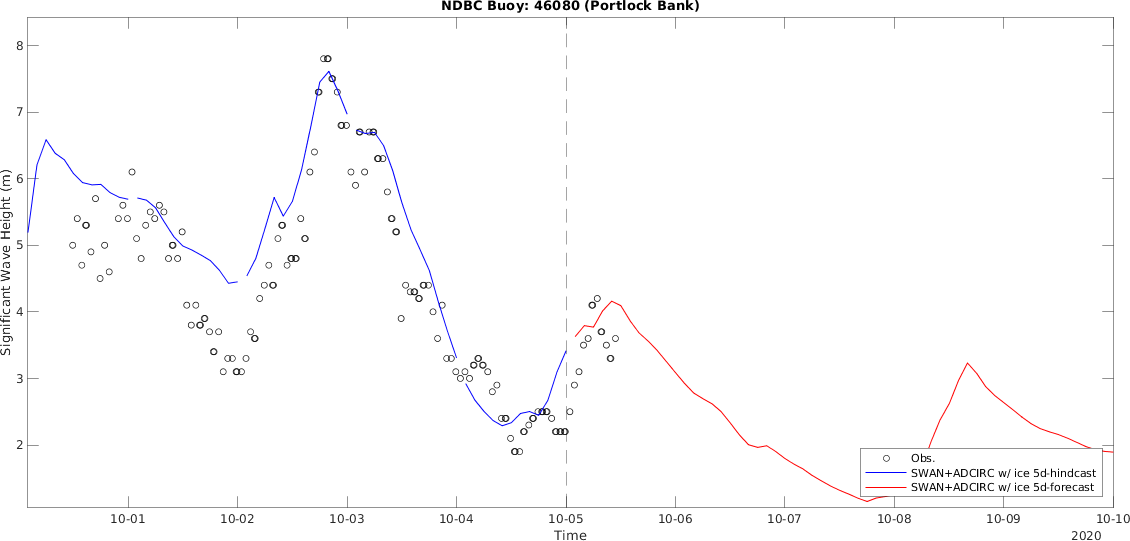 NDBC Buoy: 46080 (Portlock Bank)
Significant Wave Height (m)
8
7
6
5
4
3
2
Obs.
SWAN+ADCIRC w/ ice 5d-hindcast
SWAN+ADCIRC w/ ice 5d-forecast
10-01 10-02 10-03 10-04 10-05 10-06 10-07 10-08 10-09 10-10
Time
2020